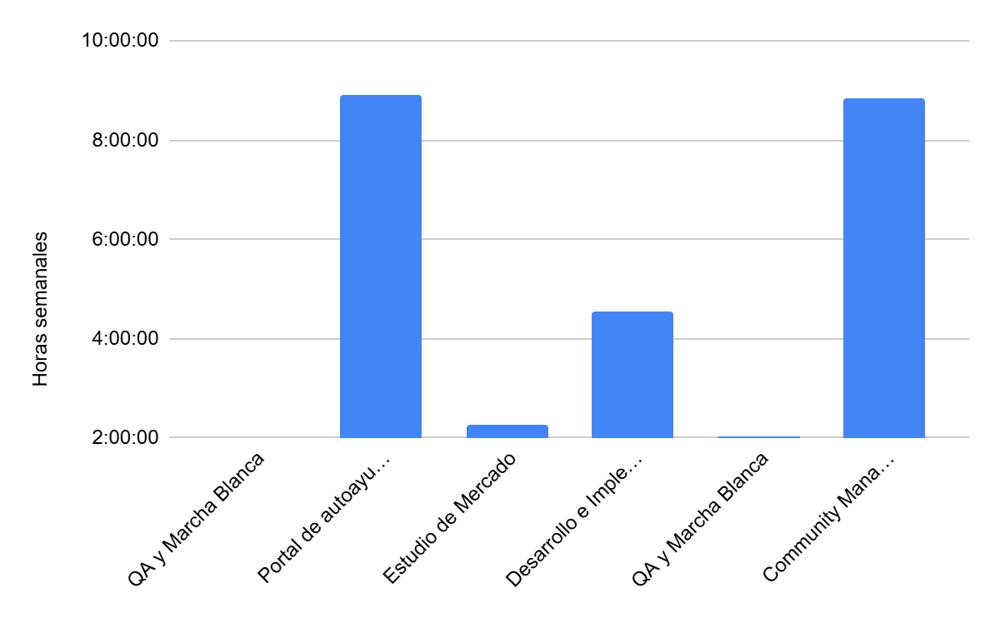 10:00:00
8:00:00
6:00:00
4:00:00
2:00:00
Horas semanales
QA y Marcha Blanca
Portal de autoayu…
Estudio de Mercado
Desarrollo e Imple…
QA y Marcha Blanca
Community Mana…